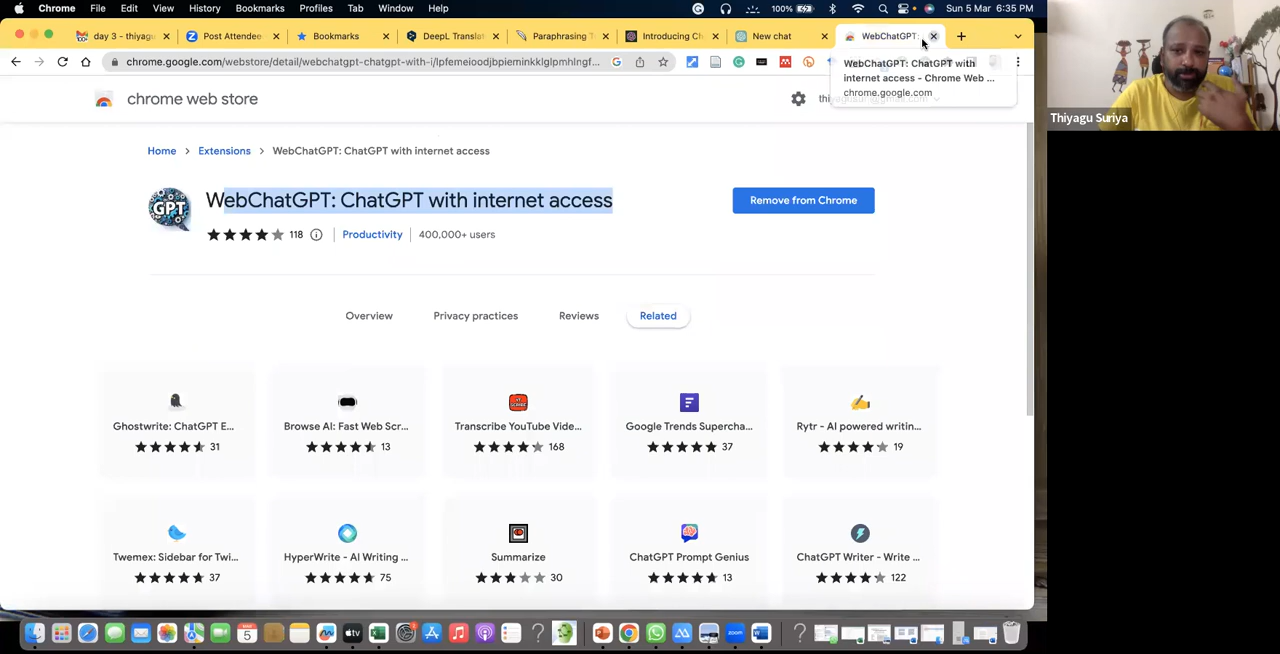 Chrome File Edit View History Bookmarks Profiles Tab Window Help 100% Sun 5 Mar 6:35 PM
day 3 - thiyagu Post Attendee Bookmarks DeepL Translat Paraphrasing T Introducing Ch New chat WebChatGPT:
chrome.google.com/webstore/detail/webchatgpt-chatgpt-with-i/lpfemeioodjbpieminkklglpmhlngf...
WebChatGPT: ChatGPT with
internet access - Chrome Web ...
chrome.google.com
chrome web store
Home > Extensions > WebChatGPT: ChatGPT with internet access
GPT
WebChatGPT: ChatGPT with internet access
Remove from Chrome
118 Productivity 400,000+ users
Overview Privacy practices Reviews Related
Ghostwrite: ChatGPT E... Browse AI: Fast Web Scr... Transcribe YouTube Vide... Google Trends Supercha... Rytr - AI powered writin...
31 13 168 37 19
Twemex: Sidebar for Twi... HyperWrite - AI Writing ... Summarize ChatGPT Prompt Genius ChatGPT Writer - Write ...
37 75 30 13 122
Thiyagu Suriya